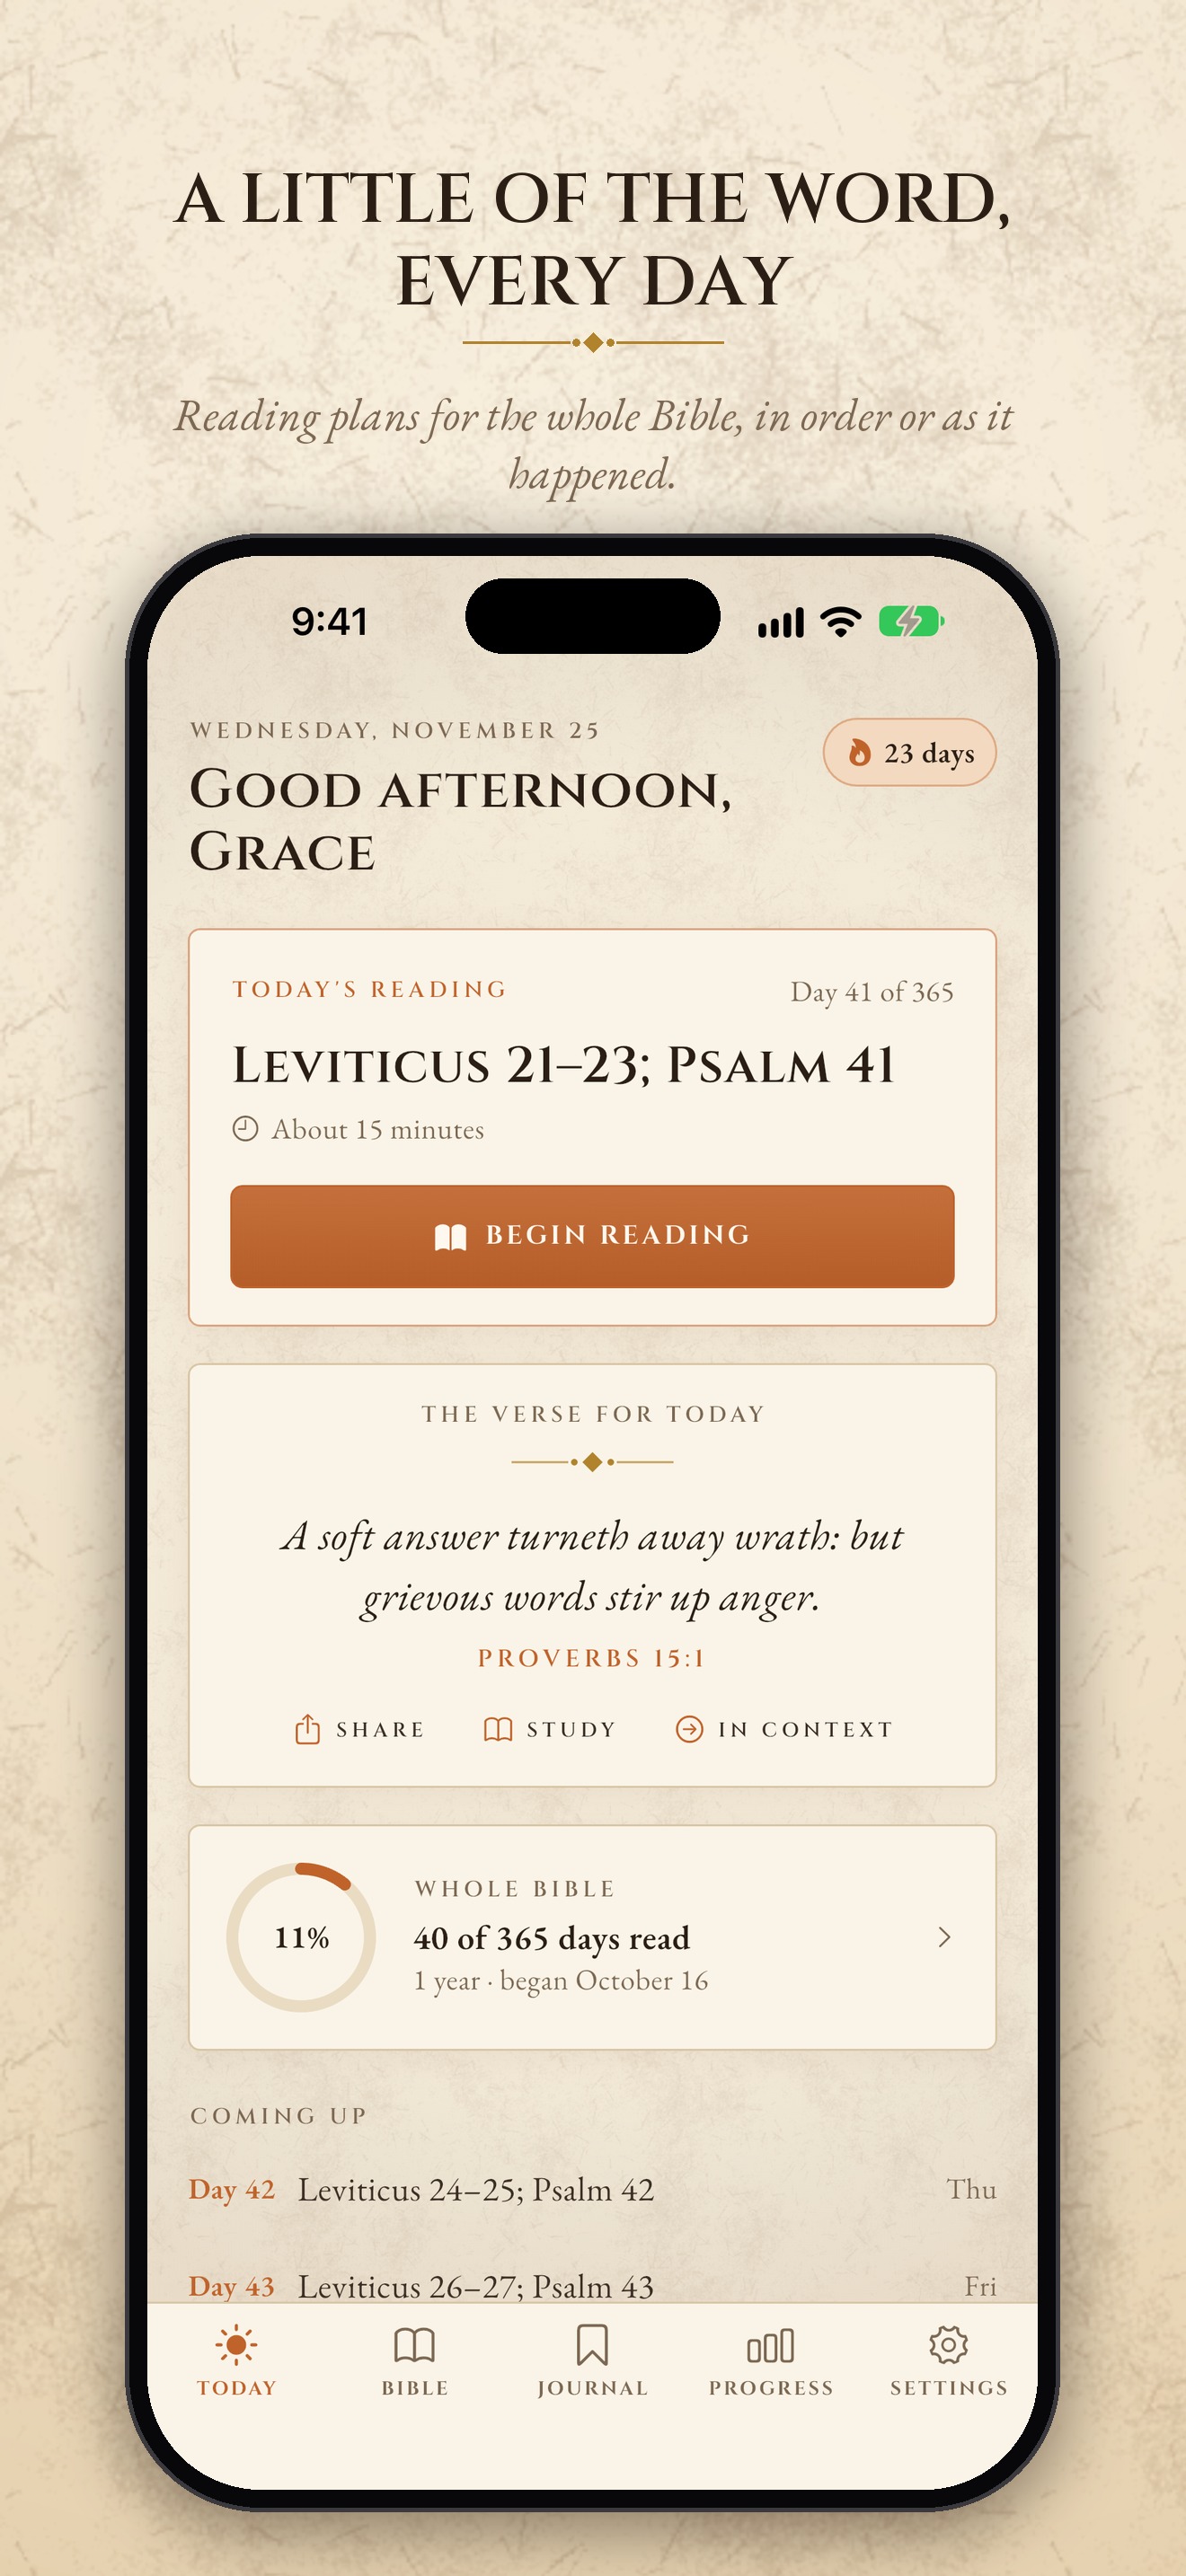 A LITTLE OF THE WORD,
EVERY DAY
Reading plans for the whole Bible, in order or as it
happened.
9:41
WEDNESDAY, NOVEMBER 25
23 days
GOOD AFTERNOON,
GRACE
TODAY'S READING
Day 41 of 365
LEVITICUS 21–23; PSALM 41
About 15 minutes
BEGIN READING
THE VERSE FOR TODAY
A soft answer turneth away wrath: but
grievous words stir up anger.
PROVERBS 15:1
SHARE STUDY IN CONTEXT
11%
WHOLE BIBLE
40 of 365 days read
1 year · began October 16
COMING UP
Day 42 Leviticus 24–25; Psalm 42 Thu
Day 43 Leviticus 26–27; Psalm 43 Fri
TODAY BIBLE JOURNAL PROGRESS SETTINGS